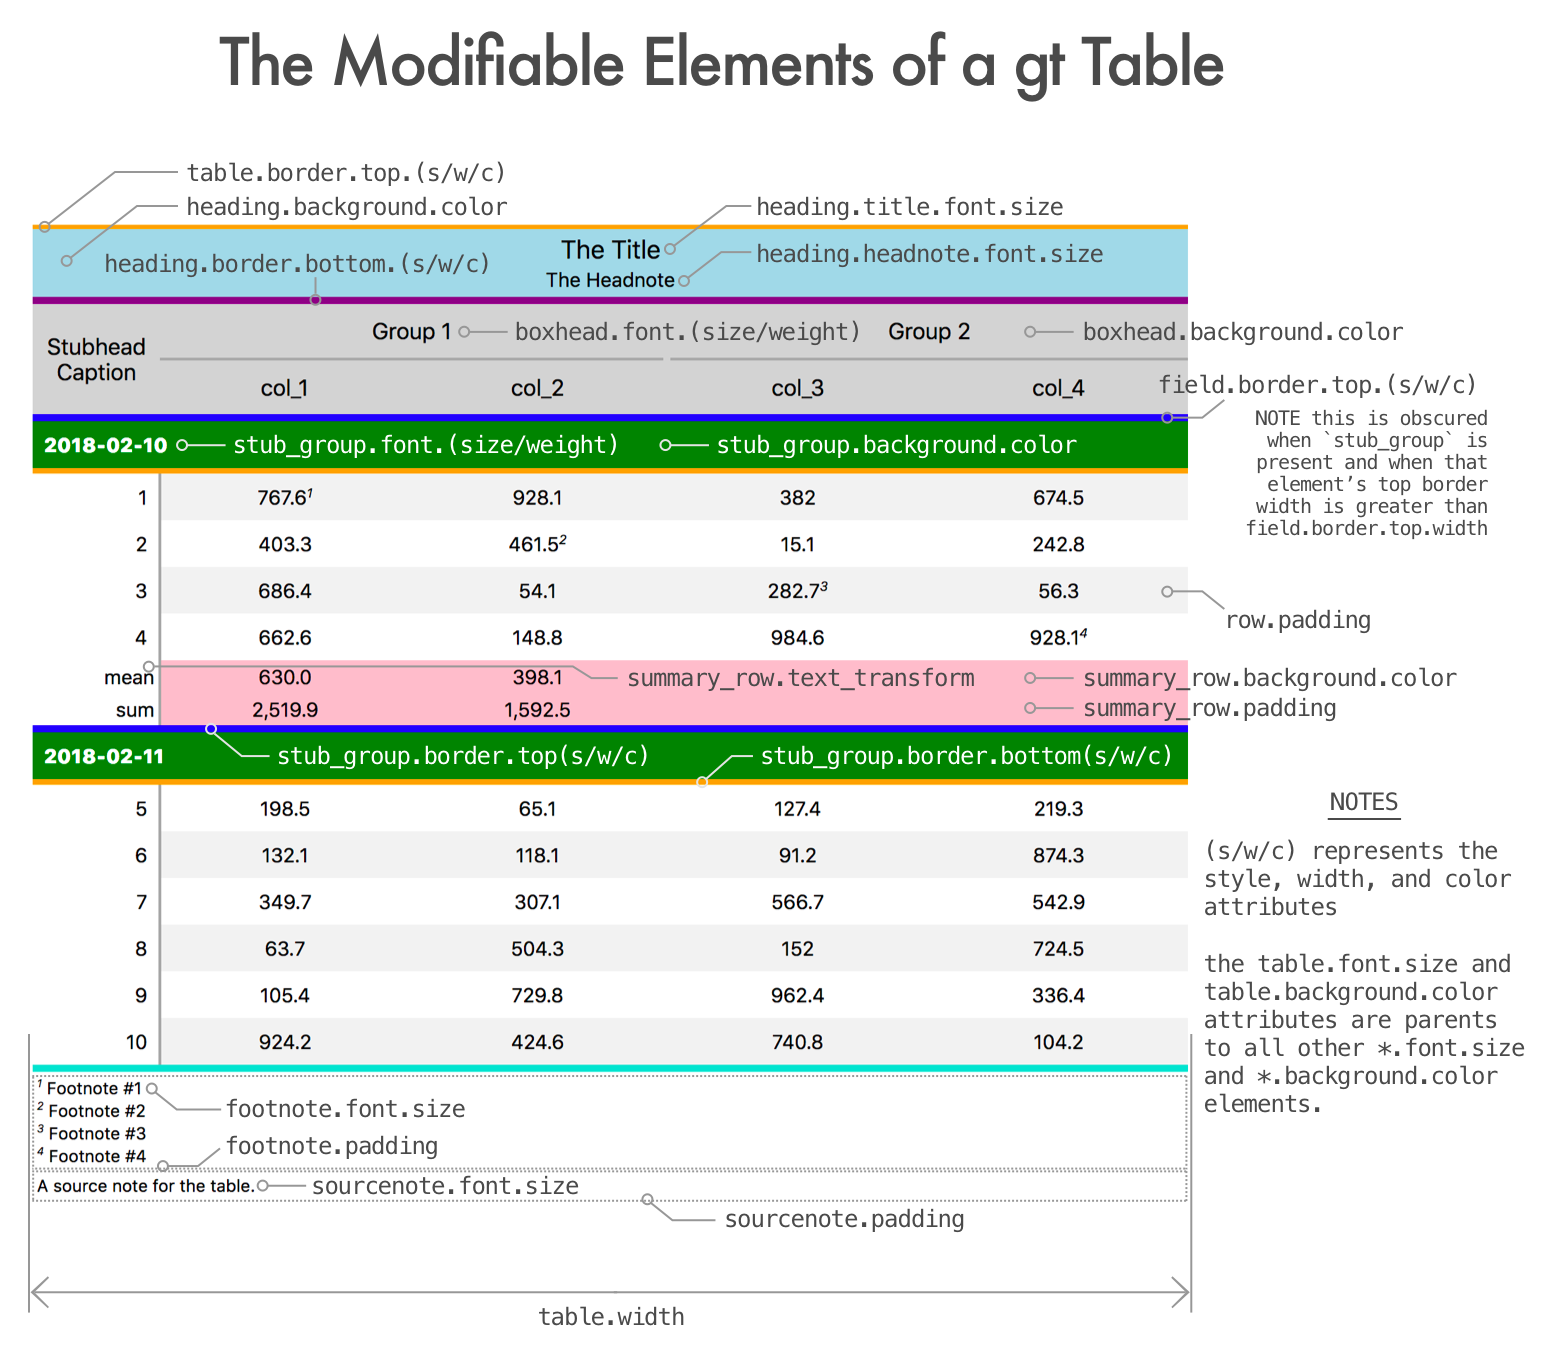 The Modifiable Elements of a gt Table
table.border.top.(s/w/c)
heading.background.color
heading.title.font.size
The Title
heading.border.bottom.(s/w/c)
heading.headnote.font.size
The Headnote
Stubhead
Caption
Group 1
boxhead.font.(size/weight)
Group 2
boxhead.background.color
col_1 col_2 col_3 col_4
field.border.top.(s/w/c)
NOTE this is obscured
when `stub_group` is
present and when that
element’s top border
width is greater than
field.border.top.width
2018-02-10 stub_group.font.(size/weight) stub_group.background.color
1 767.6¹ 928.1 382 674.5
2 403.3 461.5² 15.1 242.8
3 686.4 54.1 282.7³ 56.3
row.padding
4 662.6 148.8 984.6 928.1⁴
mean 630.0 398.1 summary_row.text_transform summary_row.background.color
sum 2,519.9 1,592.5 summary_row.padding
2018-02-11 stub_group.border.top(s/w/c) stub_group.border.bottom(s/w/c)
5 198.5 65.1 127.4 219.3
6 132.1 118.1 91.2 874.3
7 349.7 307.1 566.7 542.9
8 63.7 504.3 152 724.5
9 105.4 729.8 962.4 336.4
10 924.2 424.6 740.8 104.2
NOTES
(s/w/c) represents the
style, width, and color
attributes
the table.font.size and
table.background.color
attributes are parents
to all other *.font.size
and *.background.color
elements.
¹ Footnote #1
footnote.font.size
² Footnote #2
³ Footnote #3
footnote.padding
⁴ Footnote #4
A source note for the table. sourcenote.font.size
sourcenote.padding
table.width